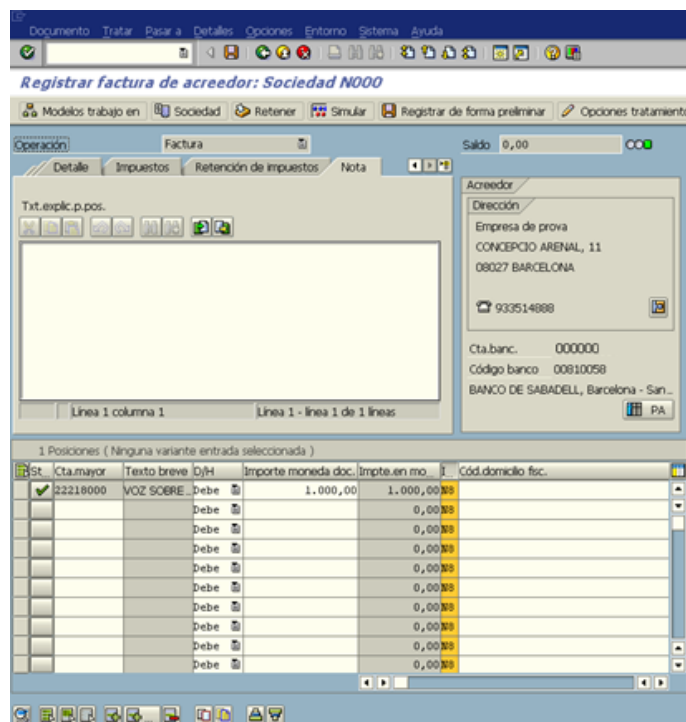 Documento Tratar Pasar a Detalles Opciones Entorno Sistema Ayuda
Registrar factura de acreedor: Sociedad N000
Modelos trabajo en Sociedad Retener Simular Registrar de forma preliminar Opciones tratamiento
Operación Factura Saldo 0,00
Detalle Impuestos Retención de impuestos Nota
Txt.explic.p.pos.
Línea 1 columna 1 Línea 1 - línea 1 de 1 líneas
Acreedor
Dirección
Empresa de prova
CONCEPCIO ARENAL, 11
08027 BARCELONA
933514888
Cta.banc. 000000
Código banco 00810058
BANCO DE SABADELL, Barcelona - San...
PA
1 Posiciones ( Ninguna variante entrada seleccionada )
St... Cta.mayor Texto breve D/H Importe moneda doc. Impte.en mo... I... Cód.domicilio fisc.
22218000 VOZ SOBRE... Debe 1.000,00 1.000,00 N8
Debe 0,00 N8
Debe 0,00 N8
Debe 0,00 N8
Debe 0,00 N8
Debe 0,00 N8
Debe 0,00 N8
Debe 0,00 N8
Debe 0,00 N8
Debe 0,00 N8